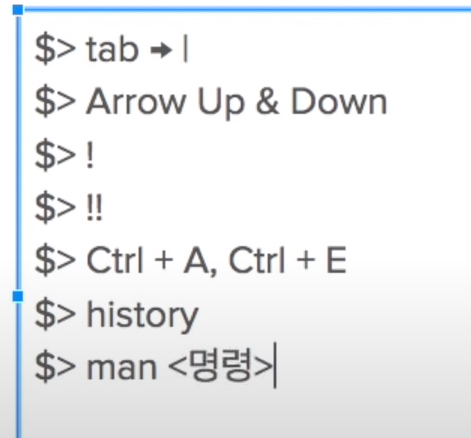 $> tab ➡ |
$> Arrow Up & Down
$> !
$> !!
$> Ctrl + A, Ctrl + E
$> history
$> man <명령>